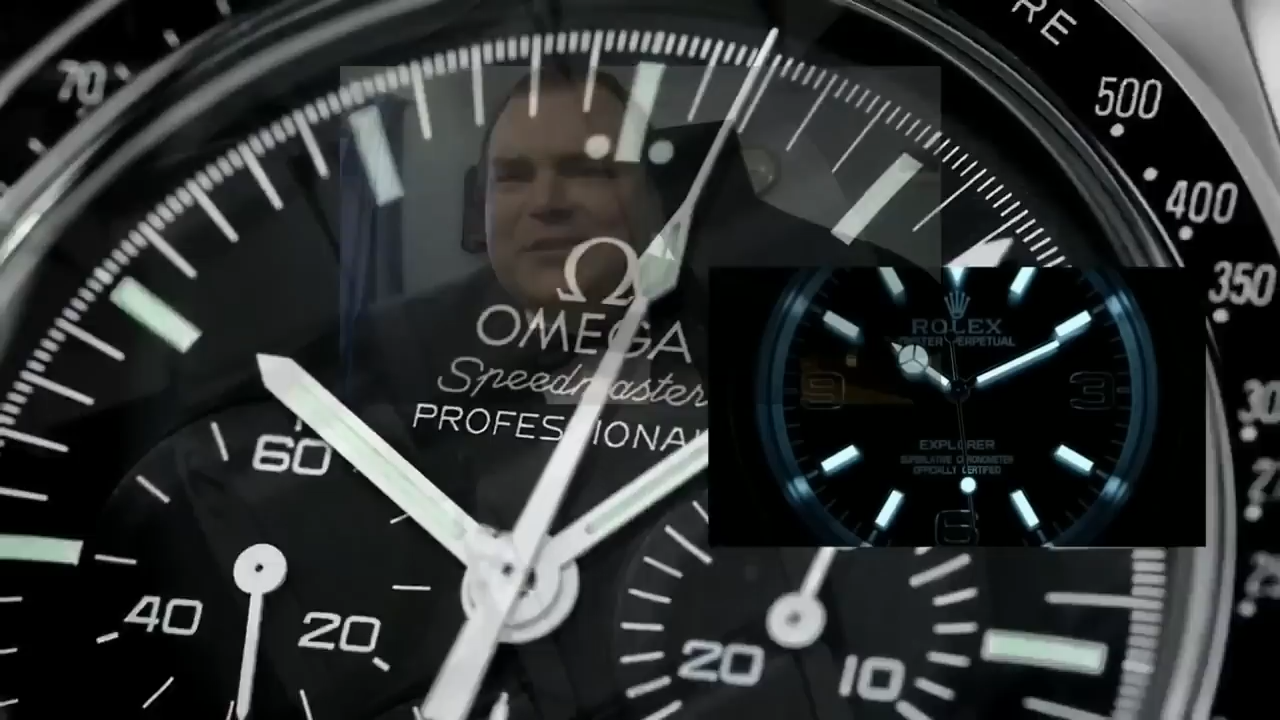 RE
70
500
400
350
Ω
OMEGA
Speedmaster
PROFESSIONAL
60
40
20
20
10
ROLEX
OYSTER PERPETUAL
9
3
EXPLORER
SUPERLATIVE CHRONOMETER
OFFICIALLY CERTIFIED
6